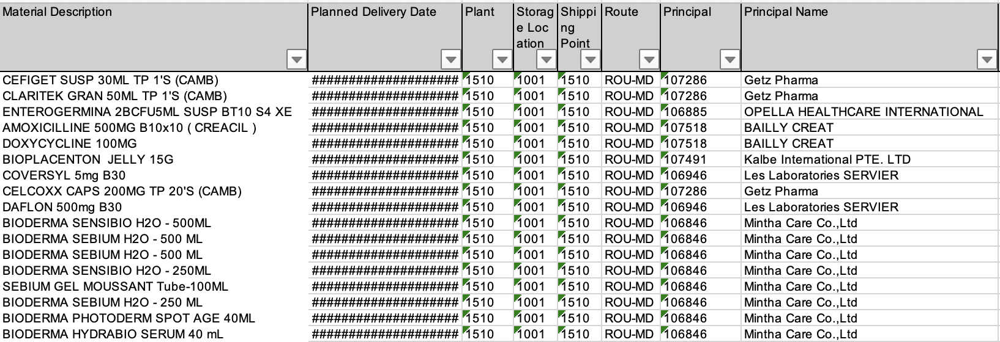 Material Description Planned Delivery Date Plant Storag Shippi Route Principal Principal Name
e Loc ng
ation Point
CEFIGET SUSP 30ML TP 1'S (CAMB) #################### 1510 1001 1510 ROU-MD 107286 Getz Pharma
CLARITEK GRAN 50ML TP 1'S (CAMB) #################### 1510 1001 1510 ROU-MD 107286 Getz Pharma
ENTEROGERMINA 2BCFU5ML SUSP BT10 S4 XE #################### 1510 1001 1510 ROU-MD 106885 OPELLA HEALTHCARE INTERNATIONAL
AMOXICILLINE 500MG B10x10 ( CREACIL ) #################### 1510 1001 1510 ROU-MD 107518 BAILLY CREAT
DOXYCYCLINE 100MG #################### 1510 1001 1510 ROU-MD 107518 BAILLY CREAT
BIOPLACENTON  JELLY 15G #################### 1510 1001 1510 ROU-MD 107491 Kalbe International PTE. LTD
COVERSYL 5mg B30 #################### 1510 1001 1510 ROU-MD 106946 Les Laboratories SERVIER
CELCOXX CAPS 200MG TP 20'S (CAMB) #################### 1510 1001 1510 ROU-MD 107286 Getz Pharma
DAFLON 500mg B30 #################### 1510 1001 1510 ROU-MD 106946 Les Laboratories SERVIER
BIODERMA SENSIBIO H2O - 500ML #################### 1510 1001 1510 ROU-MD 106846 Mintha Care Co.,Ltd
BIODERMA SEBIUM H2O - 500 ML #################### 1510 1001 1510 ROU-MD 106846 Mintha Care Co.,Ltd
BIODERMA SEBIUM H2O - 500 ML #################### 1510 1001 1510 ROU-MD 106846 Mintha Care Co.,Ltd
BIODERMA SENSIBIO H2O - 250ML #################### 1510 1001 1510 ROU-MD 106846 Mintha Care Co.,Ltd
SEBIUM GEL MOUSSANT Tube-100ML #################### 1510 1001 1510 ROU-MD 106846 Mintha Care Co.,Ltd
BIODERMA SEBIUM H2O - 250 ML #################### 1510 1001 1510 ROU-MD 106846 Mintha Care Co.,Ltd
BIODERMA PHOTODERM SPOT AGE 40ML #################### 1510 1001 1510 ROU-MD 106846 Mintha Care Co.,Ltd
BIODERMA HYDRABIO SERUM 40 mL #################### 1510 1001 1510 ROU-MD 106846 Mintha Care Co.,Ltd